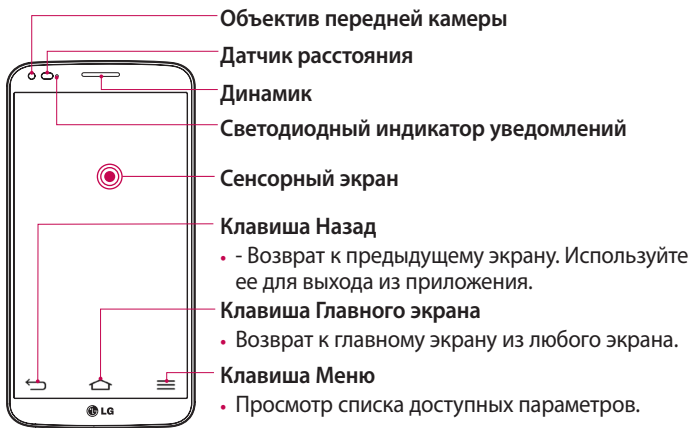 Объектив передней камеры
Датчик расстояния
Динамик
Светодиодный индикатор уведомлений
Сенсорный экран
Клавиша Назад
• - Возврат к предыдущему экрану. Используйте
ее для выхода из приложения.
Клавиша Главного экрана
• Возврат к главному экрану из любого экрана.
Клавиша Меню
• Просмотр списка доступных параметров.
LG